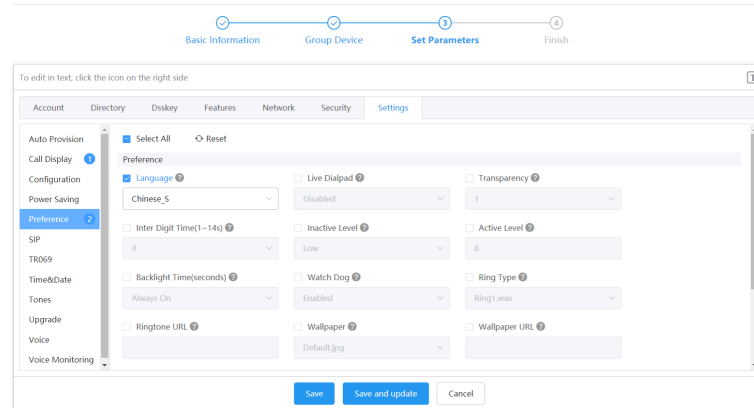 3
4
Basic Information
Group Device
Set Parameters
Finish
To edit in text, click the icon on the right side
Account
Directory
Dsskey
Features
Network
Security
Settings
Auto Provision
Call Display 1
Configuration
Power Saving
Preference 2
SIP
TR069
Time&Date
Tones
Upgrade
Voice
Voice Monitoring
Select All
Reset
Preference
Language ?
Live Dialpad ?
Transparency ?
Chinese_S
Disabled
1
Inter Digit Time(1~14s) ?
Inactive Level ?
Active Level ?
4
Low
8
Backlight Time(seconds) ?
Watch Dog ?
Ring Type ?
Always On
Enabled
Ring1.wav
Ringtone URL ?
Wallpaper ?
Wallpaper URL ?
Default.jpg
Save
Save and update
Cancel